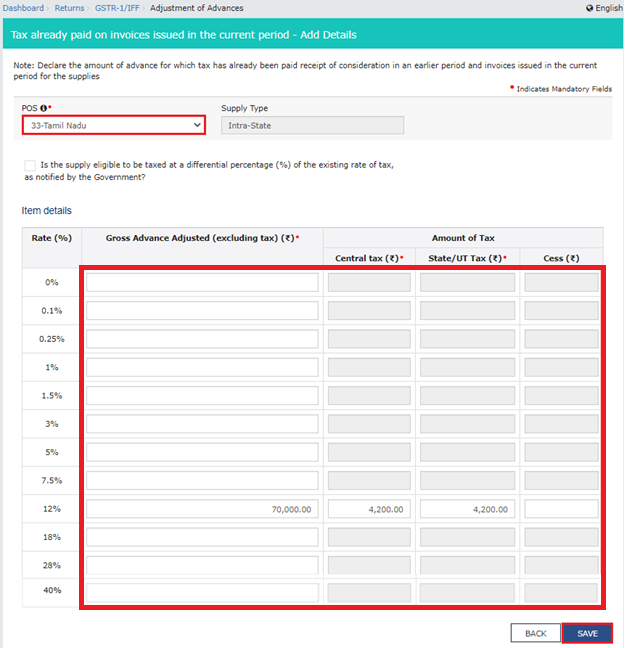 Dashboard › Returns › GSTR-1/IFF › Adjustment of Advances English
Tax already paid on invoices issued in the current period - Add Details
Note: Declare the amount of advance for which tax has already been paid receipt of consideration in an earlier period and invoices issued in the current
period for the supplies
• Indicates Mandatory Fields
POS • Supply Type
33-Tamil Nadu Intra-State
Is the supply eligible to be taxed at a differential percentage (%) of the existing rate of tax,
as notified by the Government?
Item details
Rate (%) Gross Advance Adjusted (excluding tax) (₹)• Amount of Tax
Central tax (₹)• State/UT Tax (₹)• Cess (₹)
0%
0.1%
0.25%
1%
1.5%
3%
5%
7.5%
12% 70,000.00 4,200.00 4,200.00
18%
28%
40%
BACK SAVE